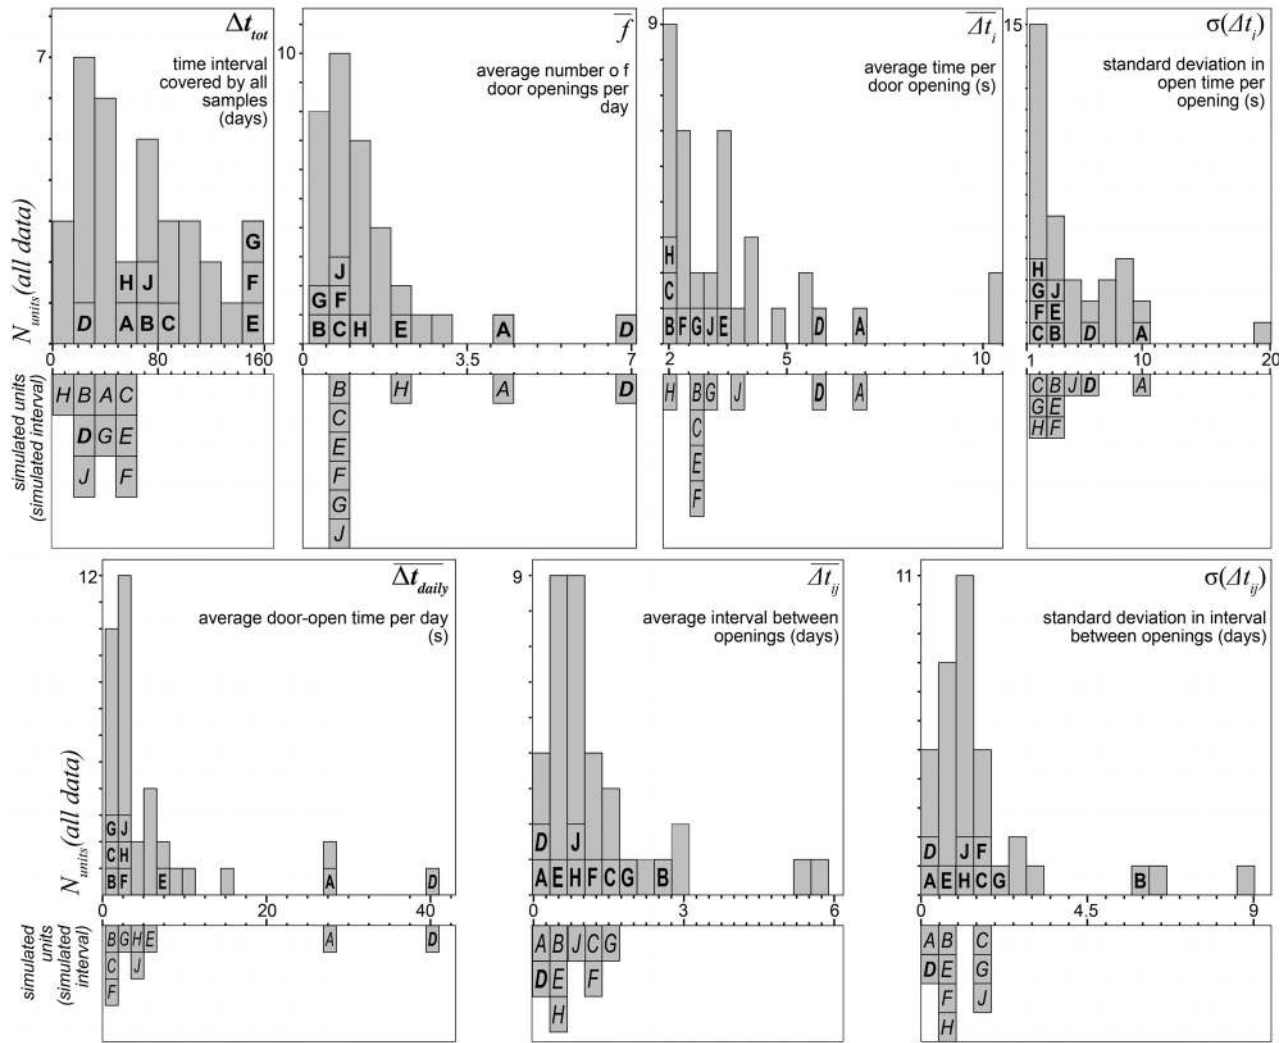 Δt_tot
time interval
covered by all
samples
(days)
7
N_units (all data)
G
H J F
D A B C E
0 80 160
simulated units
(simulated interval)
H B A C
D G E
J F
f̅
average number o f
door openings per
day
10
J
G F
B C H E A D
0 3.5 7
B H A D
C
E
F
G
J
Δt_i
average time per
door opening (s)
9
H
C
B F G J E D A
2 5 10
H B G J D A
C
E
F
σ(Δt_i)
standard deviation in
open time per
opening (s)
15
H
G J
F E
C B D A
1 10 20
C B J D A
G E
H F
Δt_daily
average door-open time per day
(s)
12
N_units (all data)
G J
C H
B F E A D
0 20 40
simulated
units
(simulated
interval)
B G H E A D
C J
F
Δt_ij
average interval between
openings (days)
9
D J
A E H F C G B
0 3 6
A B J C G
D E F
H
σ(Δt_ij)
standard deviation in interval
between openings (days)
11
D J F
A E H C G B
0 4.5 9
A B C
D E G
F J
H